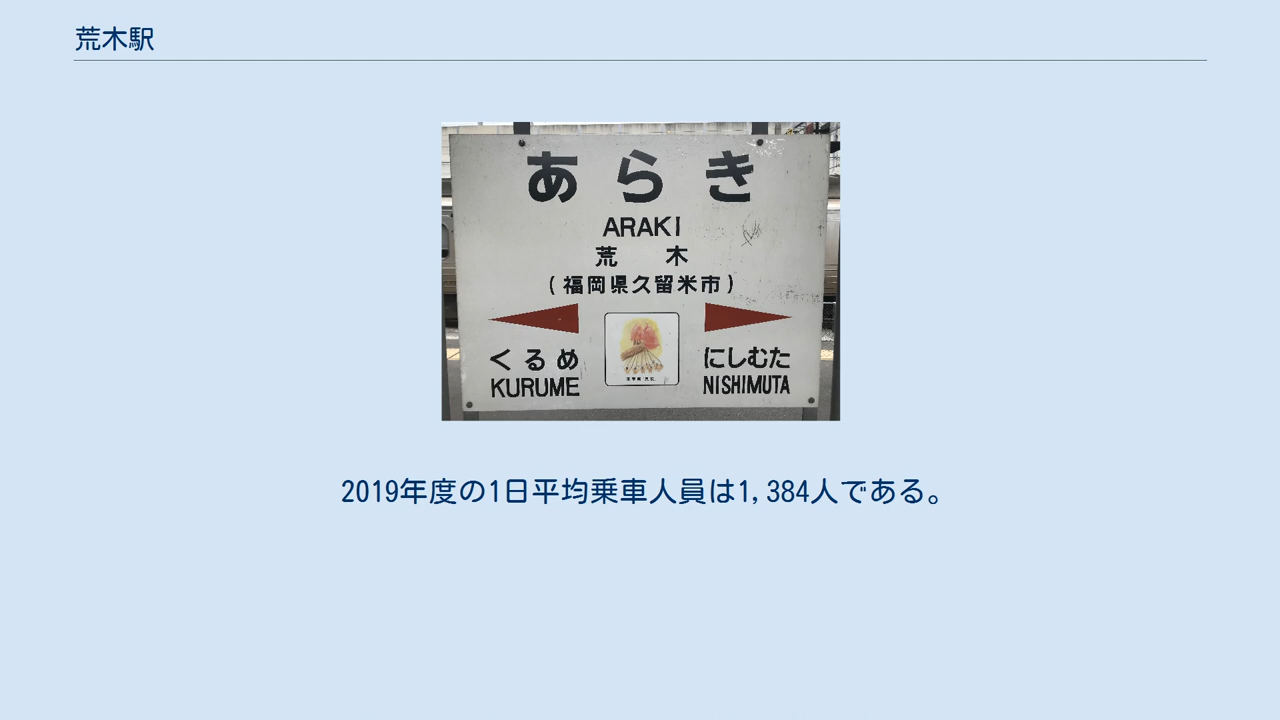 荒木駅
あらき
ARAKI
荒木
(福岡県久留米市)
くるめ
にしむた
KURUME
NISHIMUTA
2019年度の1日平均乗車人員は1,384人である。